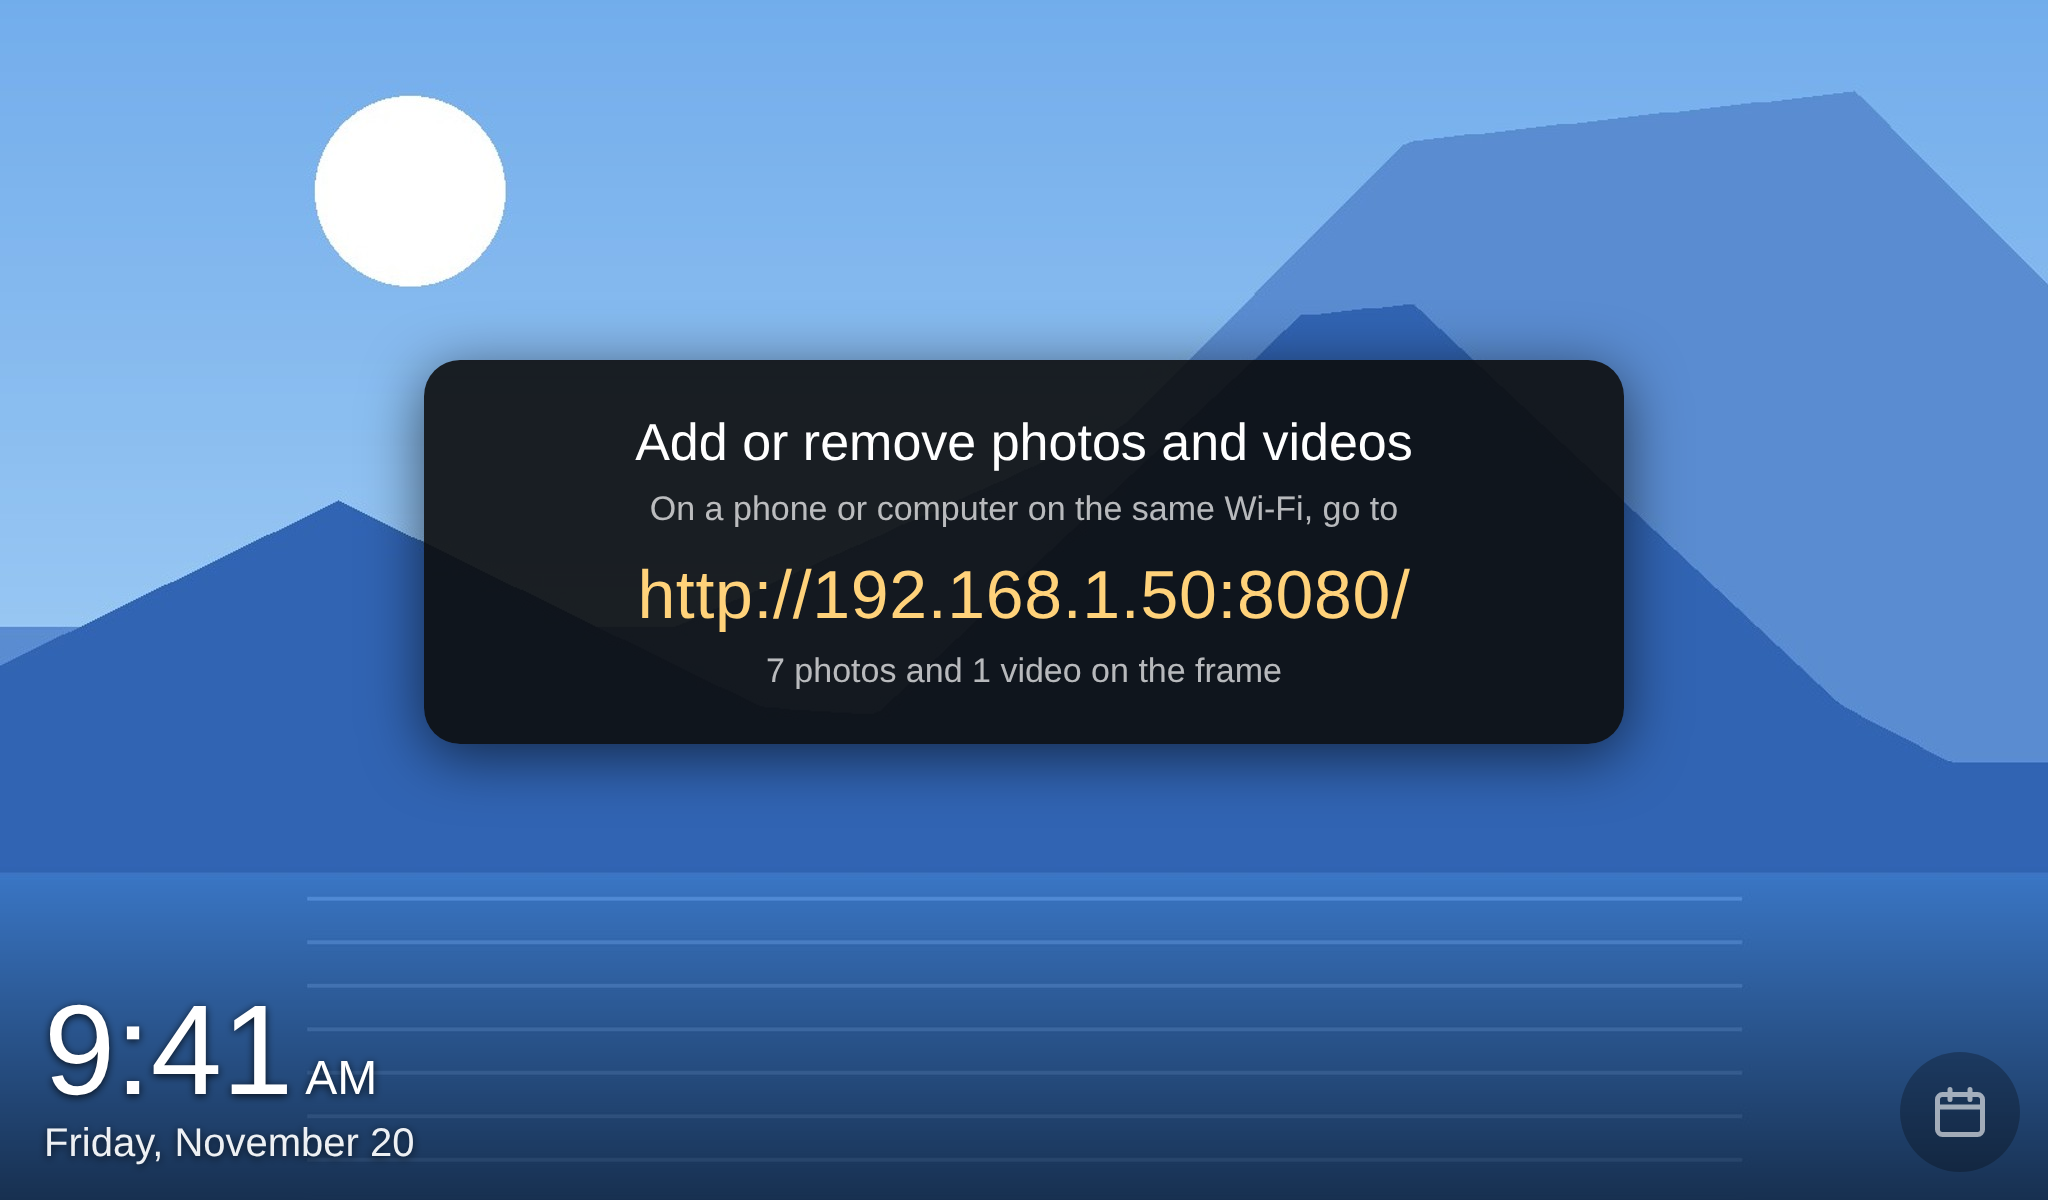 Add or remove photos and videos
On a phone or computer on the same Wi-Fi, go to
http://192.168.1.50:8080/
7 photos and 1 video on the frame
9:41 AM
Friday, November 20